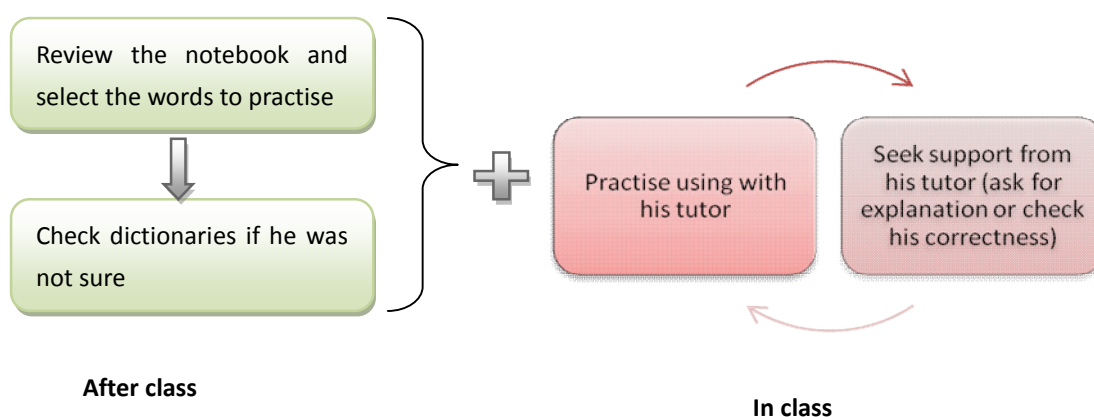 Review the notebook and
select the words to practise
Check dictionaries if he was
not sure
Practise using with
his tutor
Seek support from
his tutor (ask for
explanation or check
his correctness)
After class
In class